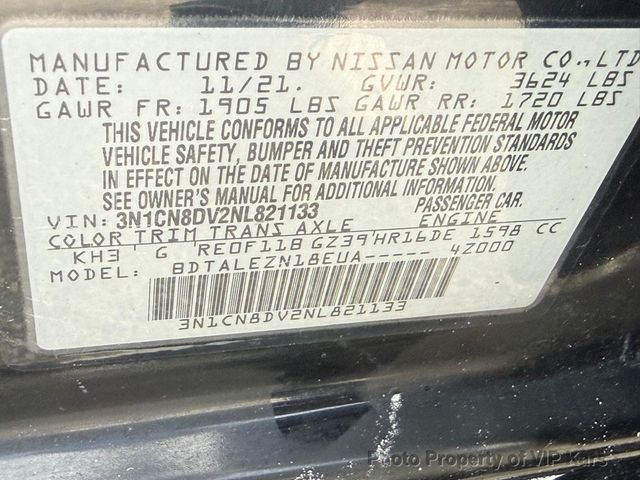 MANUFACTURED BY NISSAN MOTOR CO., LTD
DATE: 11/21. GVWR: 3624 LBS
GAWR FR: 1905 LBS GAWR RR: 1720 LBS
THIS VEHICLE CONFORMS TO ALL APPLICABLE FEDERAL MOTOR
VEHICLE SAFETY, BUMPER AND THEFT PREVENTION STANDARDS
IN EFFECT ON THE DATE OF MANUFACTURE SHOWN ABOVE.
SEE OWNER'S MANUAL FOR ADDITIONAL INFORMATION.
VIN: 3N1CN8DV2NL821133 PASSENGER CAR.
COLOR TRIM TRANS AXLE ENGINE
KH3 G RE0F11B GZ39 HR16DE 1598 CC
MODEL: BDTALEZN18EUA----- 4Z000
3N1CN8DV2NL821133
Photo Property of VIP Kars